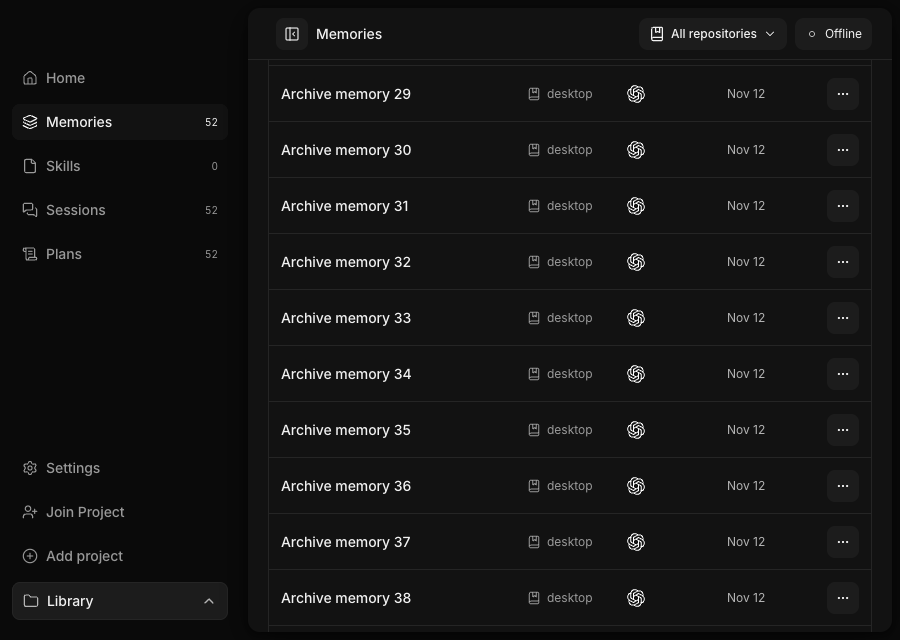 Memories
All repositories
Offline
Home
Memories 52
Skills 0
Sessions 52
Plans 52
Settings
Join Project
Add project
Library
Archive memory 29 desktop Nov 12
Archive memory 30 desktop Nov 12
Archive memory 31 desktop Nov 12
Archive memory 32 desktop Nov 12
Archive memory 33 desktop Nov 12
Archive memory 34 desktop Nov 12
Archive memory 35 desktop Nov 12
Archive memory 36 desktop Nov 12
Archive memory 37 desktop Nov 12
Archive memory 38 desktop Nov 12